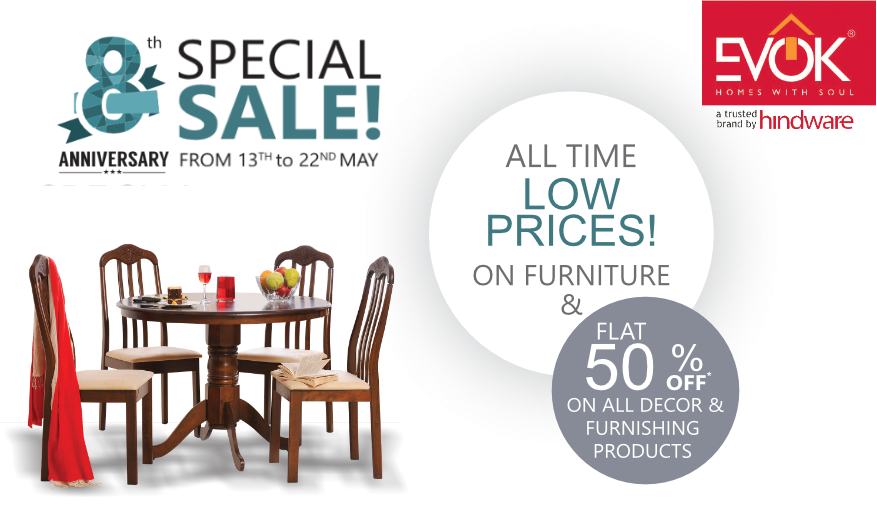 8th
SPECIAL
SALE!
ANNIVERSARY
FROM 13TH to 22ND MAY
EVOK®
HOMES WITH SOUL
a trusted
brand by hindware
ALL TIME
LOW
PRICES!
ON FURNITURE
&
FLAT
50 %
OFF*
ON ALL DECOR &
FURNISHING
PRODUCTS